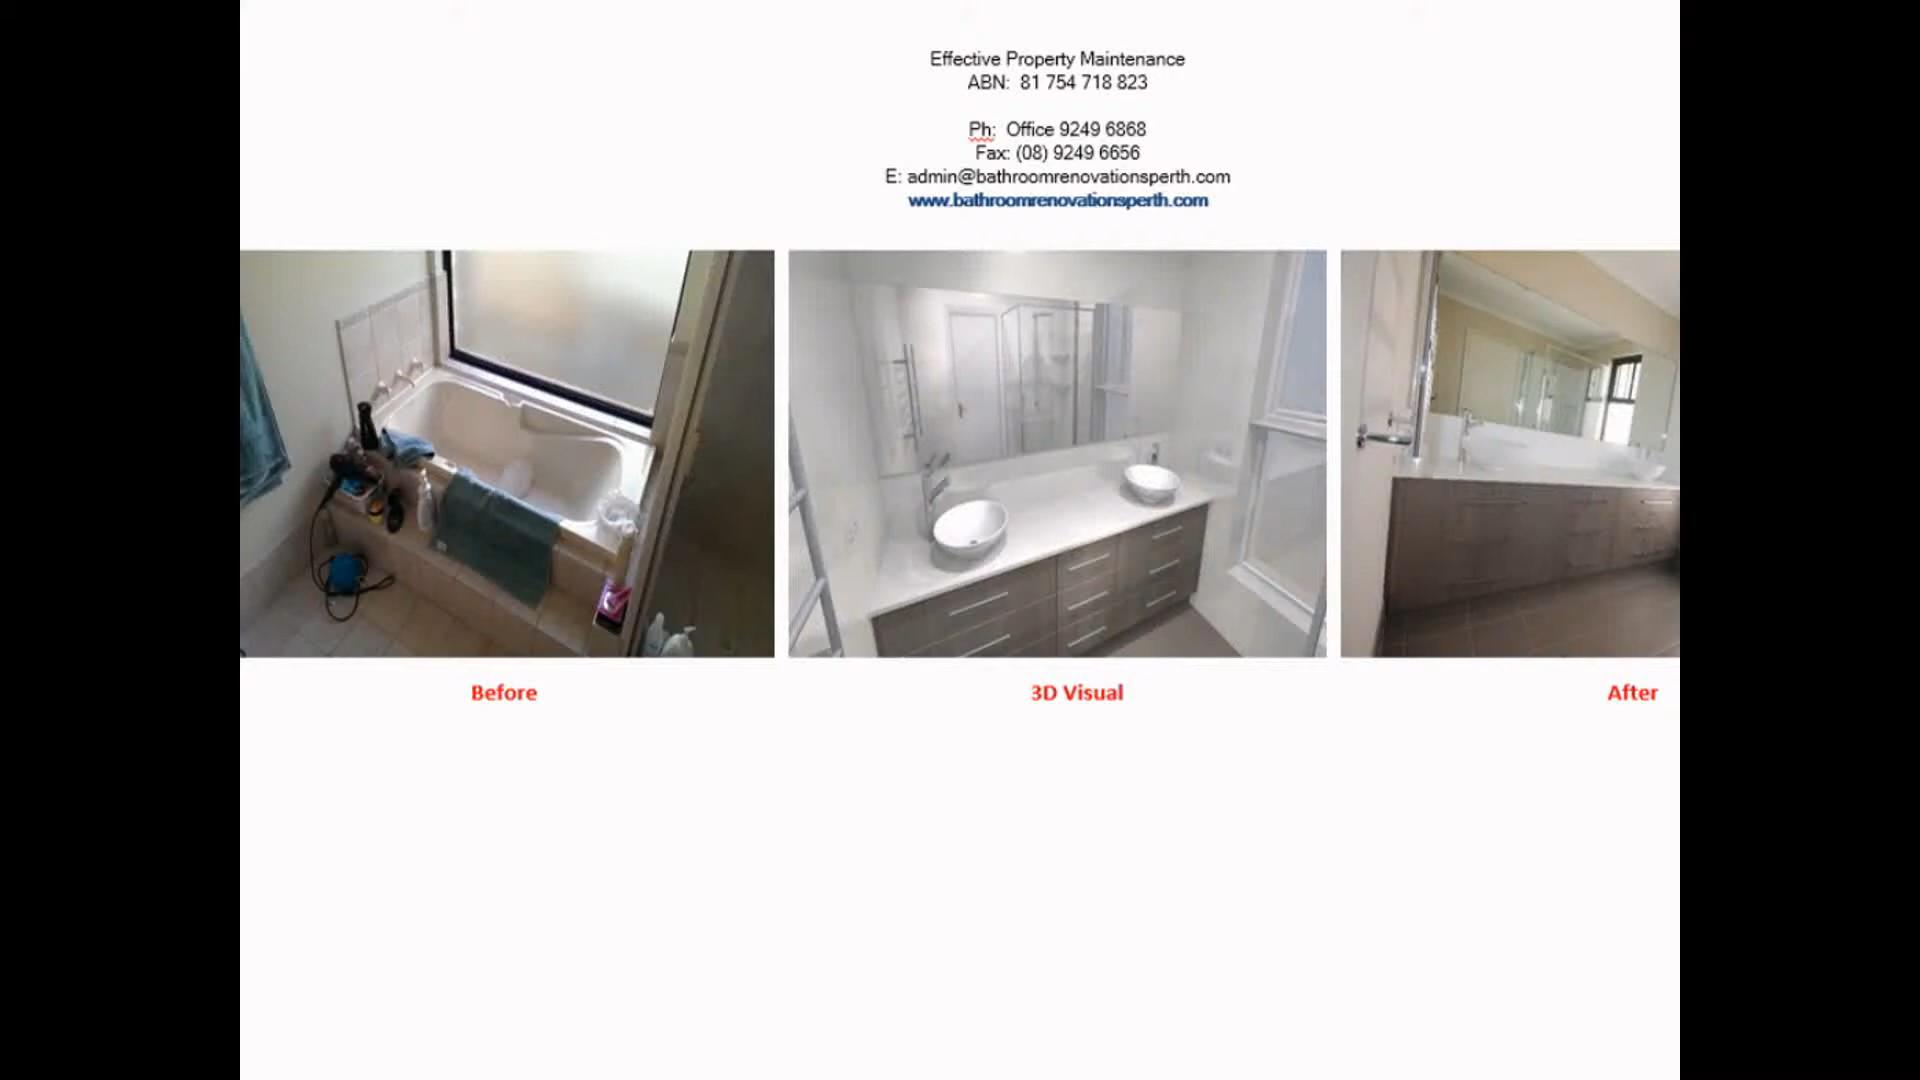 Effective Property Maintenance
ABN: 81 754 718 823
Ph: Office 9249 6868
Fax: (08) 9249 6656
E: admin@bathroomrenovationsperth.com
www.bathroomrenovationsperth.com
Before
3D Visual
After